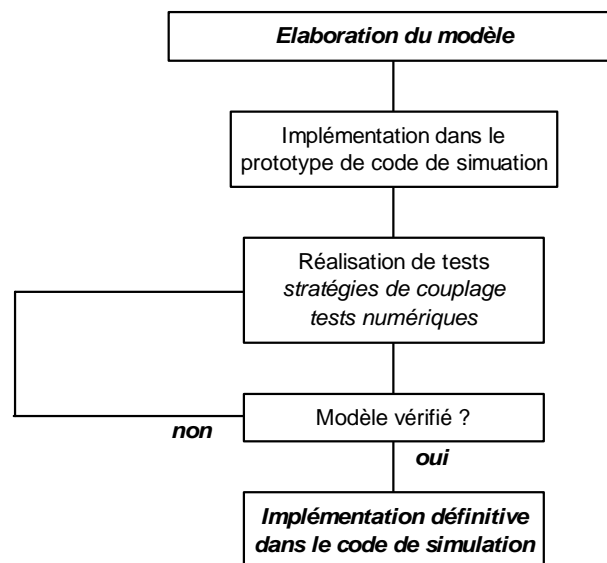 Elaboration du modèle
Implémentation dans le
prototype de code de simuation
Réalisation de tests
stratégies de couplage
tests numériques
Modèle vérifié ?
non
oui
Implémentation définitive
dans le code de simulation